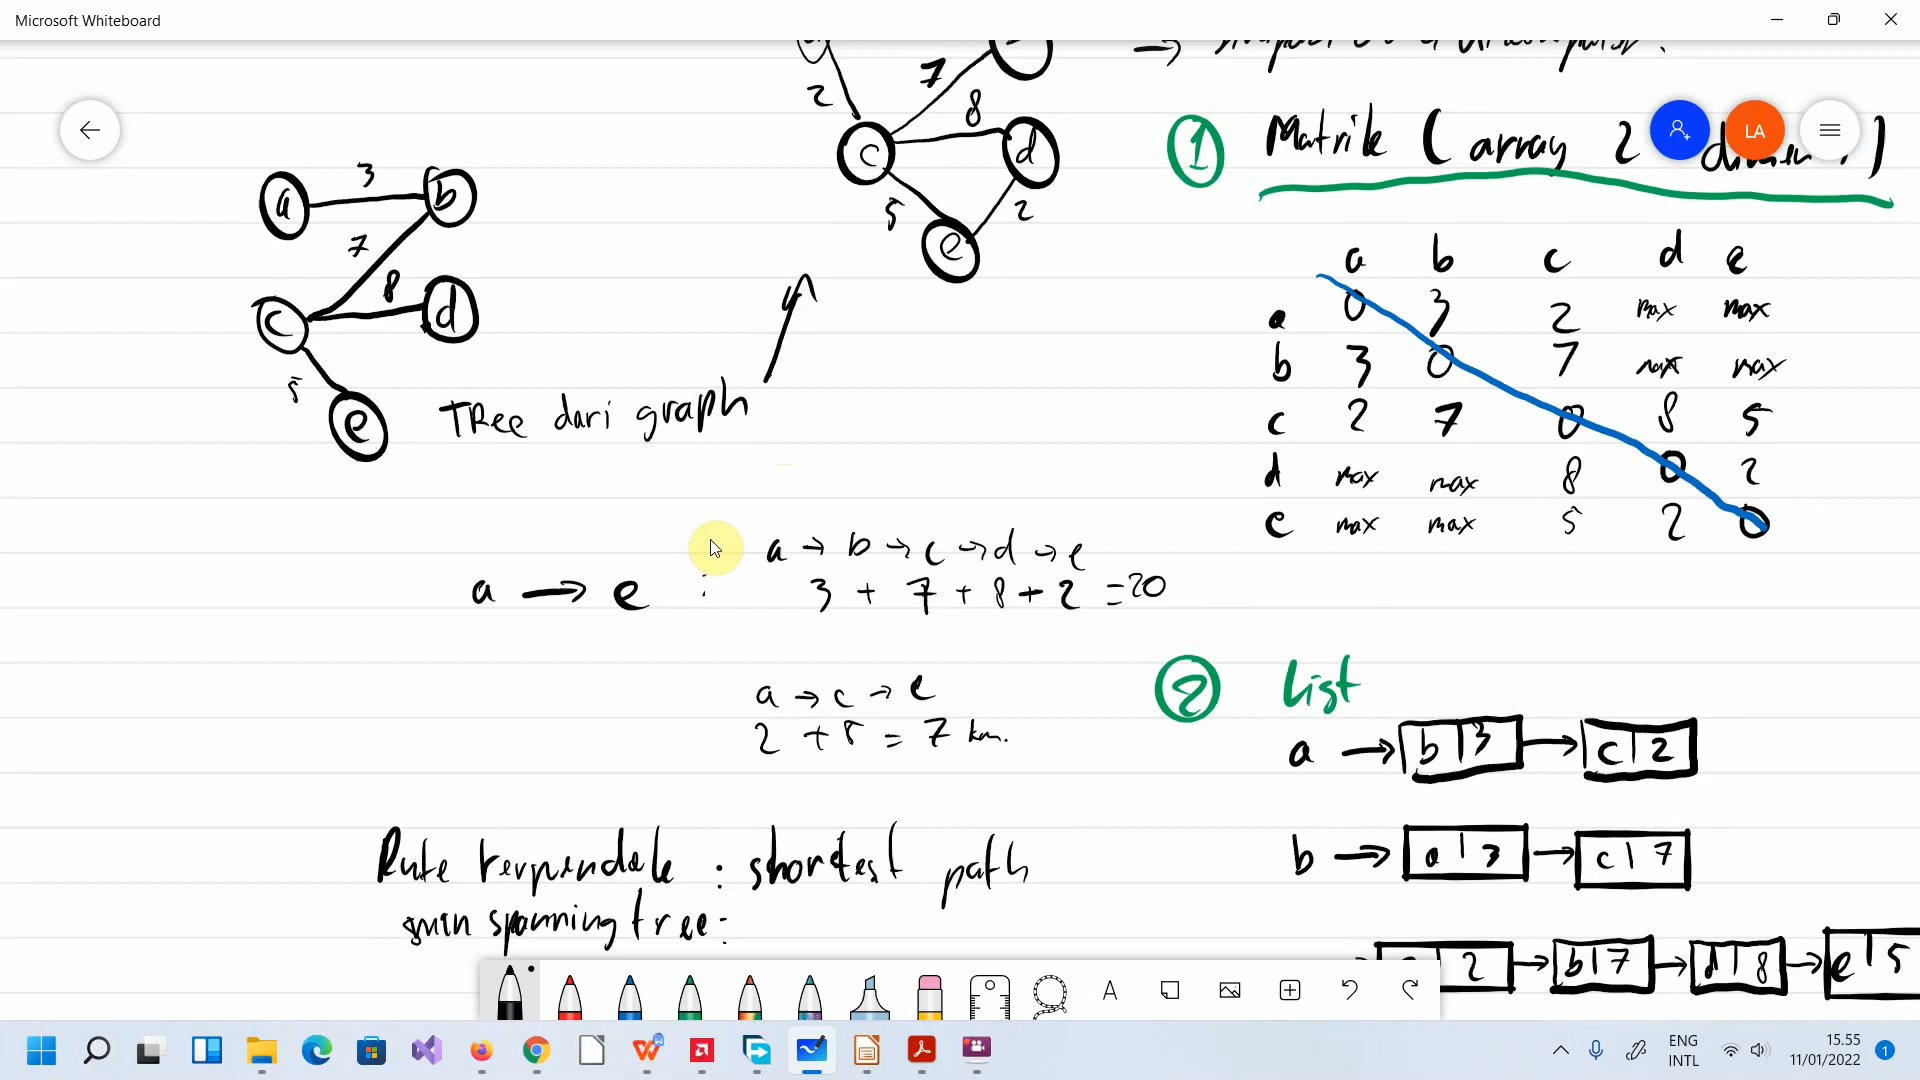 Microsoft Whiteboard
7
2
8
c
d
5
2
e
a
3
b
7
8
c
d
5
e
TRee dari graph
a → b → c → d → e
a → e : 3 + 7 + 8 + 2 = 20
a → c → e
2 + 5 = 7 km.
Rute terpendek : shortest path
min spanning tree :
1 Matrik ( array 2 )
LA
a b c d e
a 0 3 2 max max
b 3 0 7 max max
c 2 7 0 8 5
d max max 8 0 2
e max max 5 2 0
2 List
a → b | 3 → c | 2
b → a | 3 → c | 7
2 → b | 7 → d | 8 → e | 5
A
ENG
INTL
15.55
11/01/2022
1